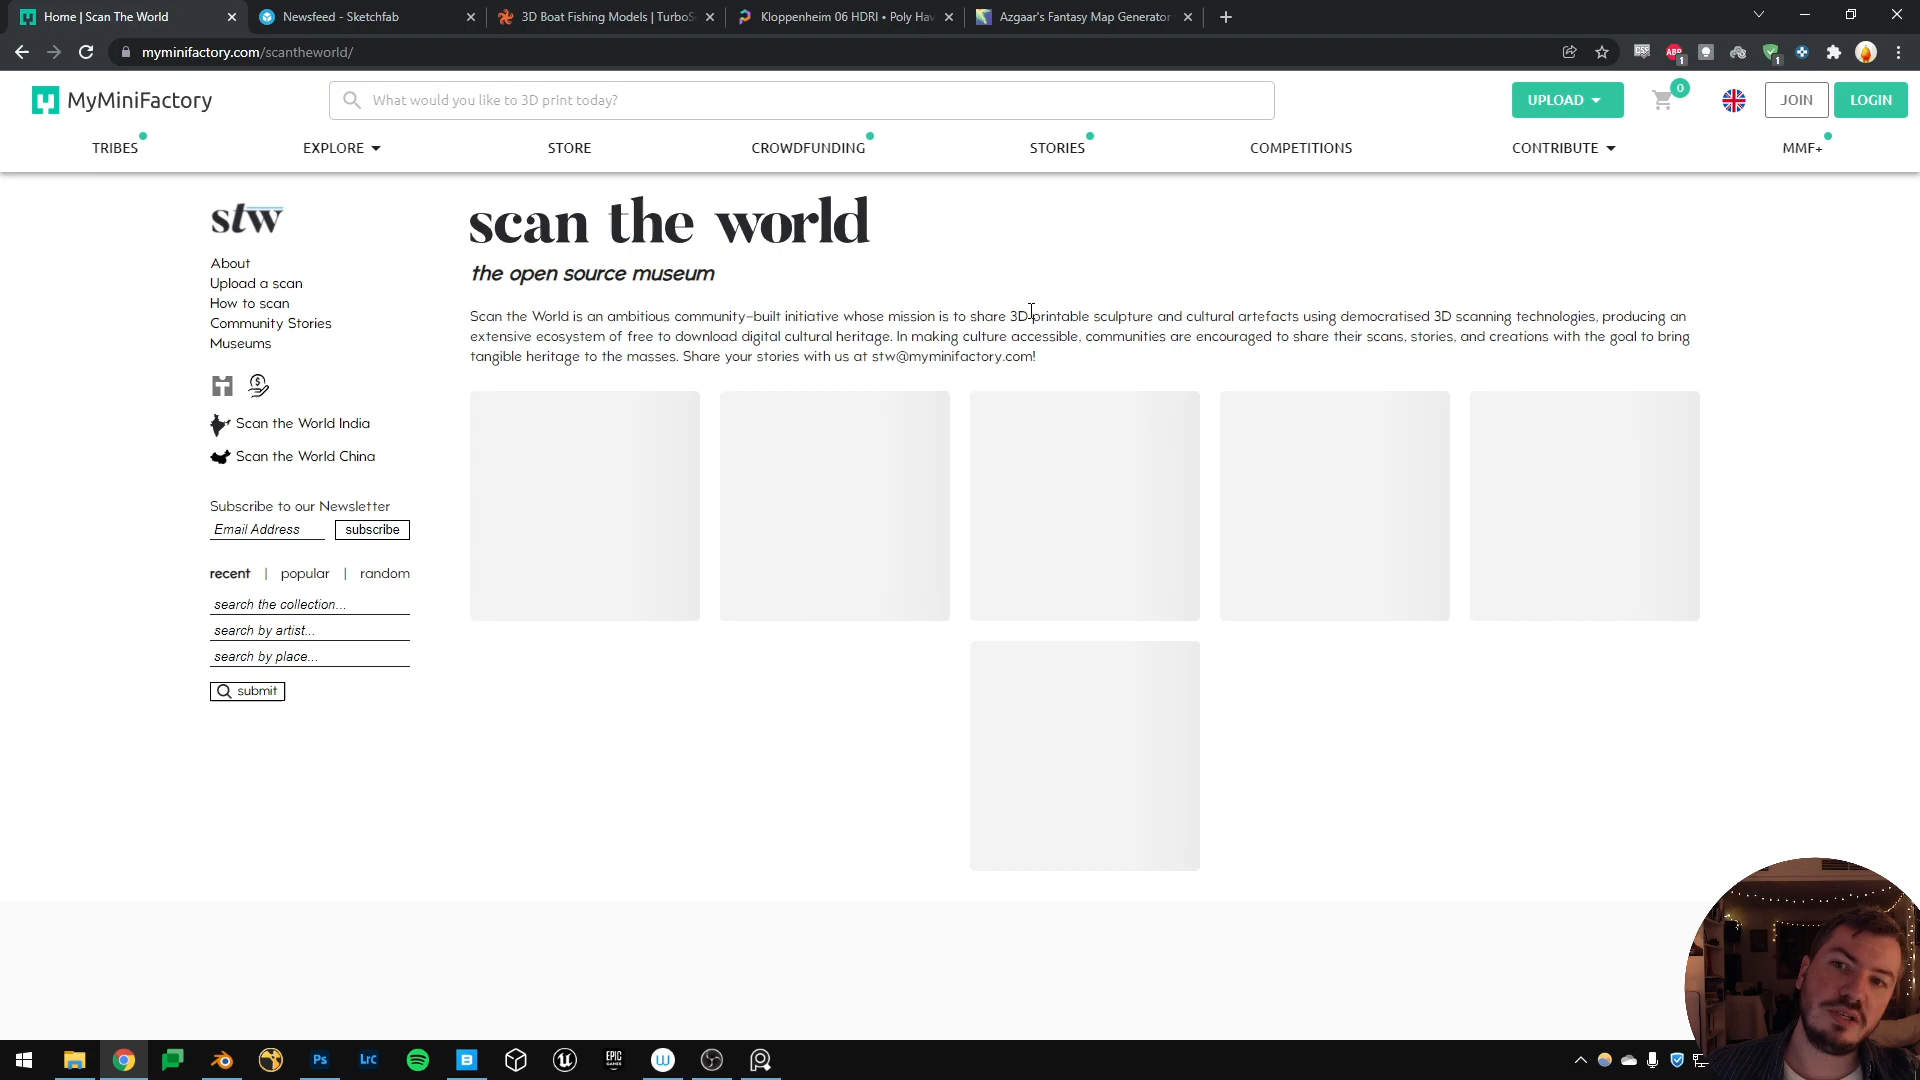 Home | Scan The World
Newsfeed - Sketchfab
3D Boat Fishing Models | TurboS
Kloppenheim 06 HDRI • Poly Hav
Azgaar's Fantasy Map Generator
myminifactory.com/scantheworld/
MyMiniFactory
What would you like to 3D print today?
UPLOAD
0
JOIN
LOGIN
TRIBES
EXPLORE
STORE
CROWDFUNDING
STORIES
COMPETITIONS
CONTRIBUTE
MMF+
stw
scan the world
the open source museum
About
Upload a scan
How to scan
Community Stories
Museums
Scan the World is an ambitious community-built initiative whose mission is to share 3D printable sculpture and cultural artefacts using democratised 3D scanning technologies, producing an
extensive ecosystem of free to download digital cultural heritage. In making culture accessible, communities are encouraged to share their scans, stories, and creations with the goal to bring
tangible heritage to the masses. Share your stories with us at stw@myminifactory.com!
Scan the World India
Scan the World China
Subscribe to our Newsletter
Email Address
subscribe
recent | popular | random
search the collection...
search by artist...
search by place...
submit
Ps
Lrc
EPIC
GAMES